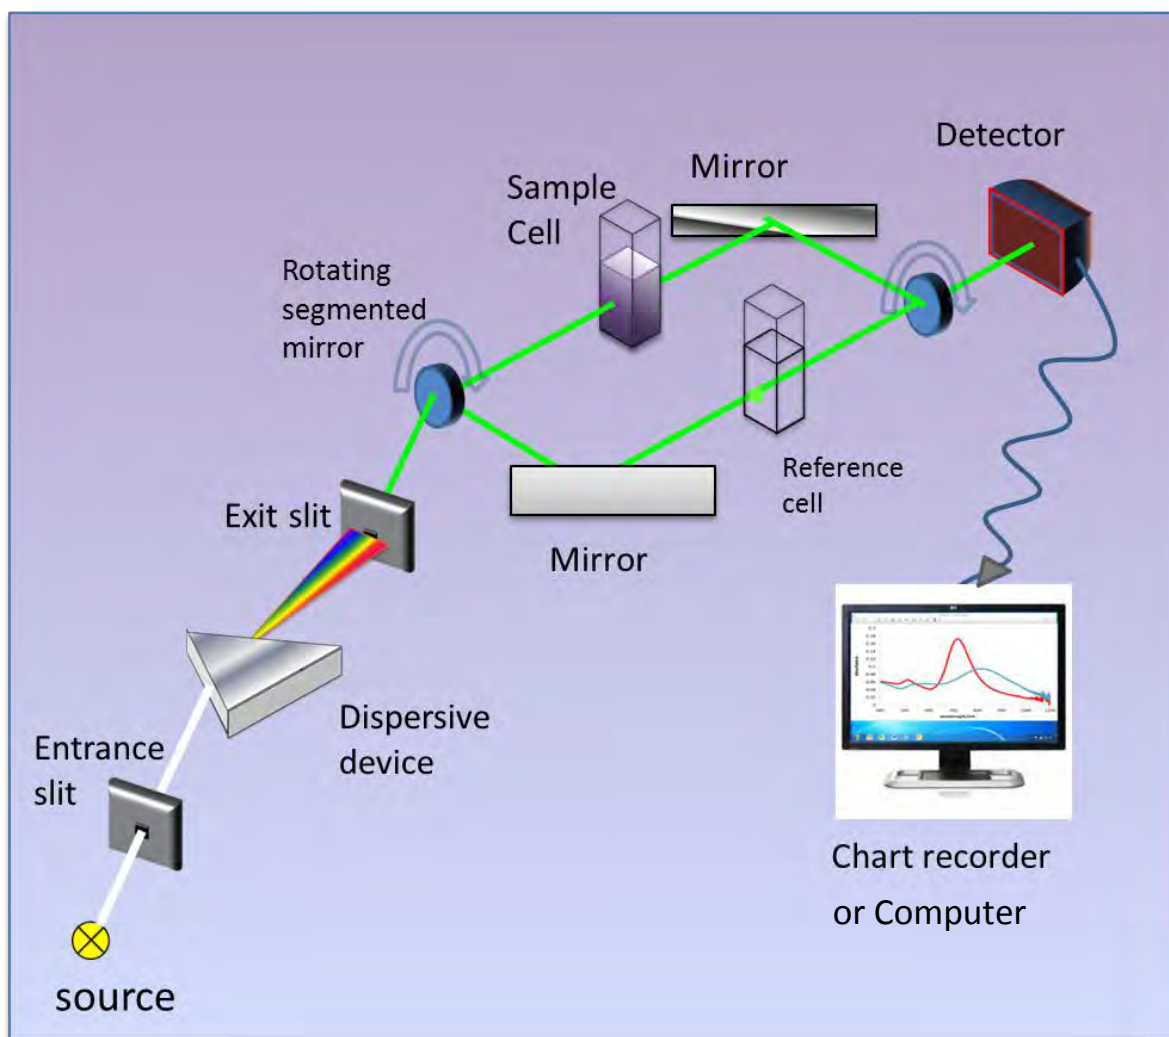 Detector
Mirror
Sample
Cell
Rotating
segmented
mirror
Reference
cell
Exit slit
Mirror
Dispersive
device
Entrance
slit
source
Chart recorder
or Computer